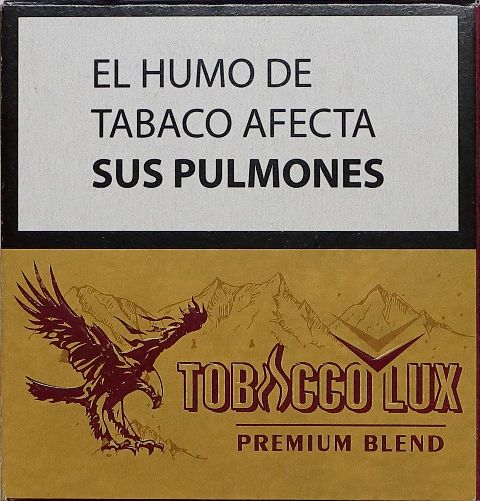 EL HUMO DE
TABACO AFECTA
SUS PULMONES
TOBACCO LUX
PREMIUM BLEND